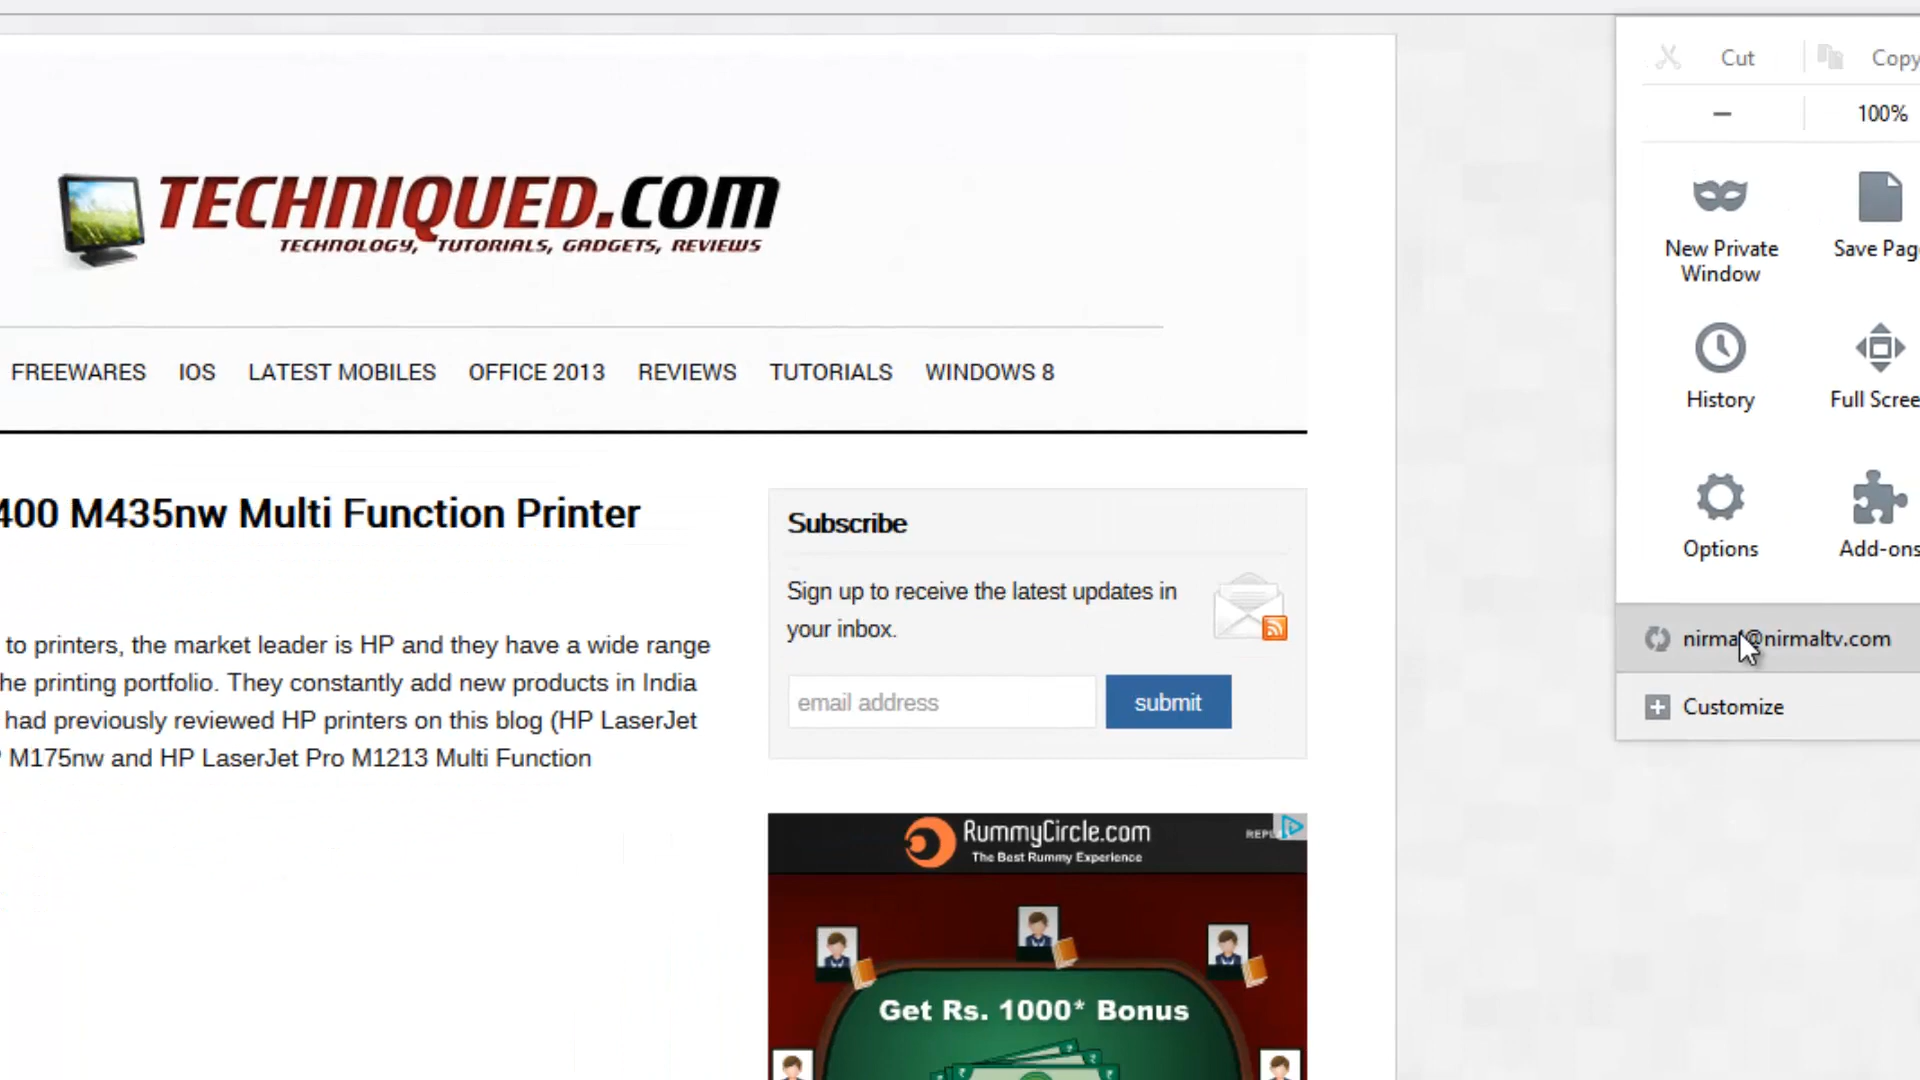 Cut
Copy
100%
New Private
Window
Save Pag
History
Full Scree
Options
Add-ons
nirmal@nirmaltv.com
Customize
TECHNIQUED.COM
TECHNOLOGY, TUTORIALS, GADGETS, REVIEWS
FREEWARES IOS LATEST MOBILES OFFICE 2013 REVIEWS TUTORIALS WINDOWS 8
400 M435nw Multi Function Printer
to printers, the market leader is HP and they have a wide range
he printing portfolio. They constantly add new products in India
had previously reviewed HP printers on this blog (HP LaserJet
M175nw and HP LaserJet Pro M1213 Multi Function
Subscribe
Sign up to receive the latest updates in
your inbox.
email address
submit
RummyCircle.com
The Best Rummy Experience
Get Rs. 1000* Bonus